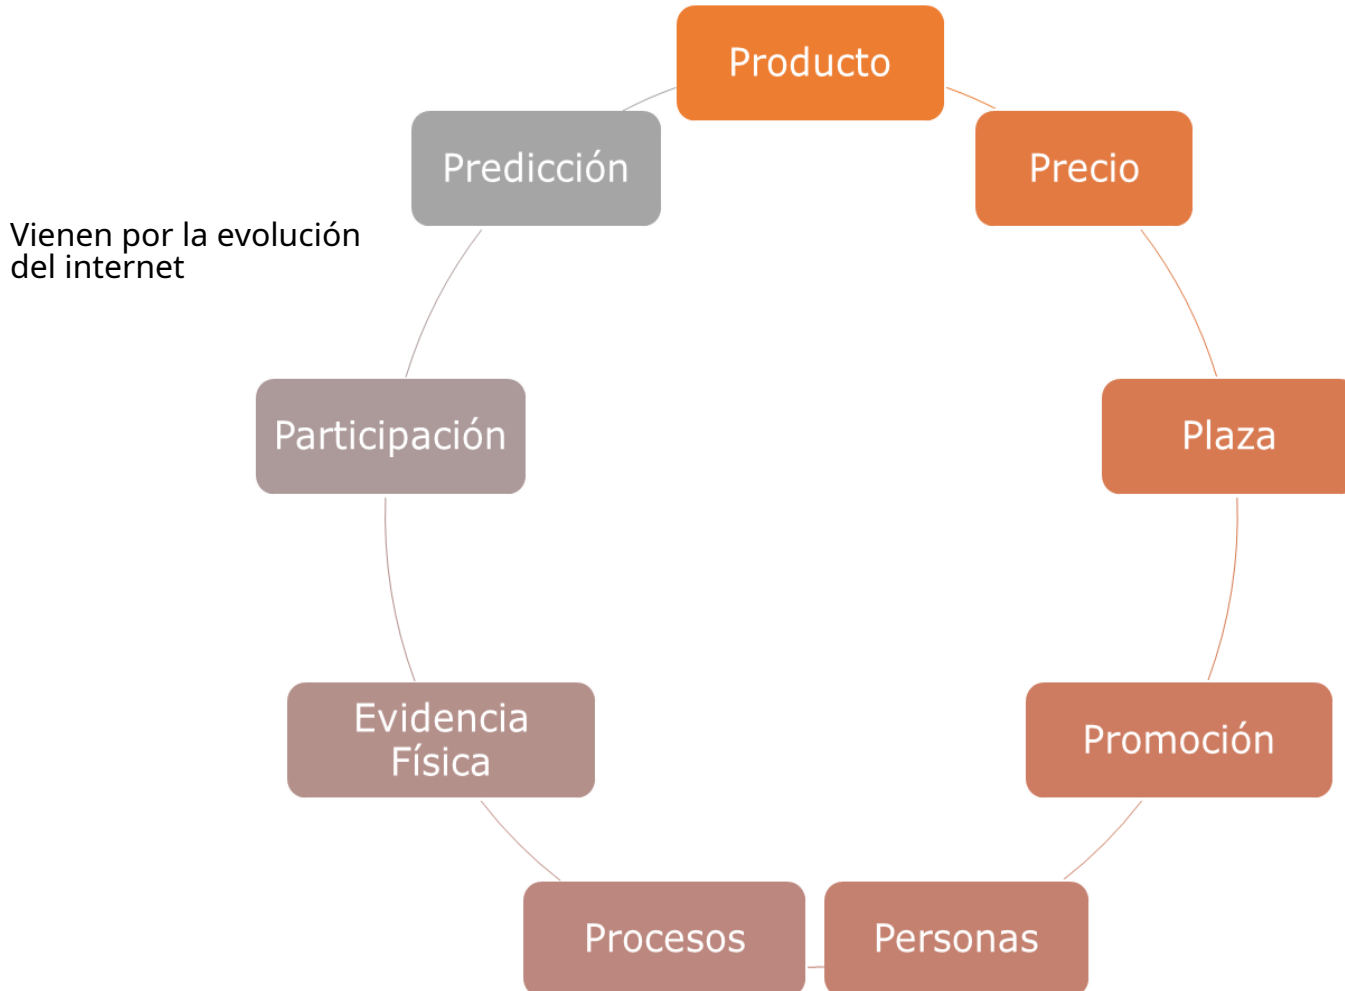 Producto
Predicción
Precio
Vienen por la evolución
del internet
Participación
Plaza
Evidencia
Física
Promoción
Procesos
Personas